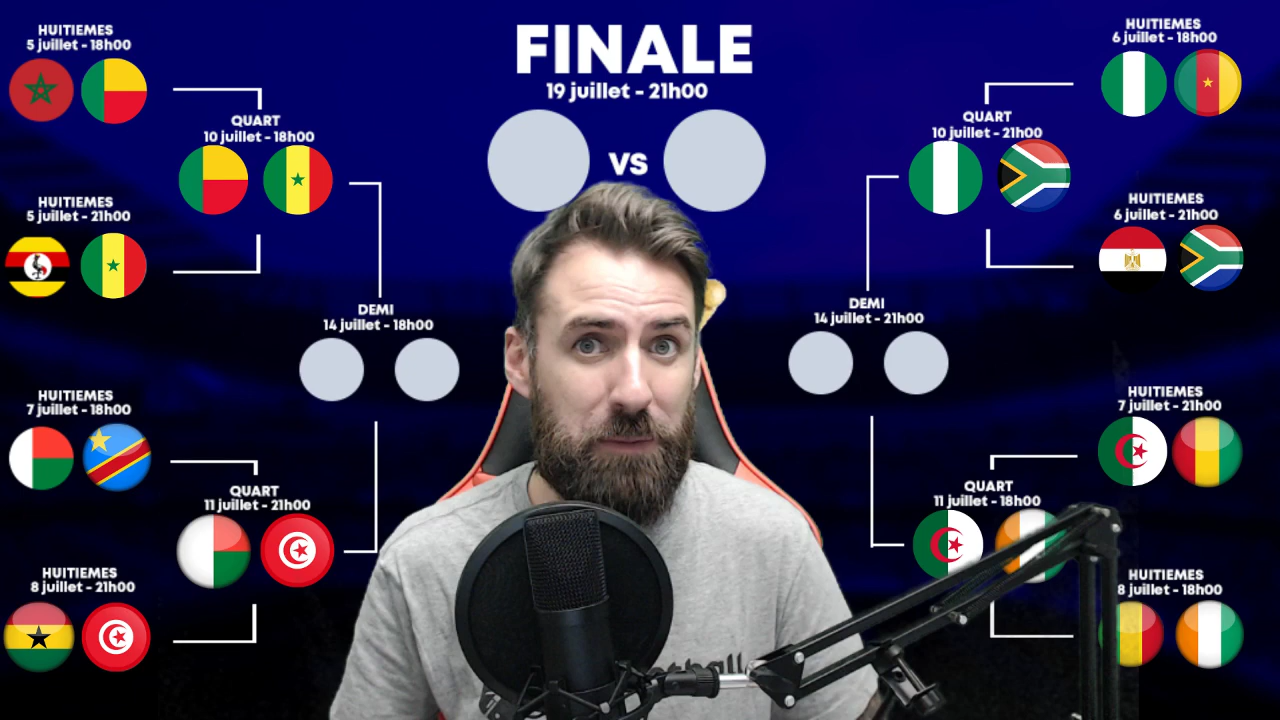 FINALE
19 juillet - 21h00
VS
HUITIEMES
5 juillet - 18h00
QUART
10 juillet - 18h00
HUITIEMES
5 juillet - 21h00
DEMI
14 juillet - 18h00
HUITIEMES
7 juillet - 18h00
QUART
11 juillet - 21h00
HUITIEMES
8 juillet - 21h00
HUITIEMES
6 juillet - 18h00
QUART
10 juillet - 21h00
HUITIEMES
6 juillet - 21h00
DEMI
14 juillet - 21h00
HUITIEMES
7 juillet - 21h00
QUART
11 juillet - 18h00
HUITIEMES
8 juillet - 18h00